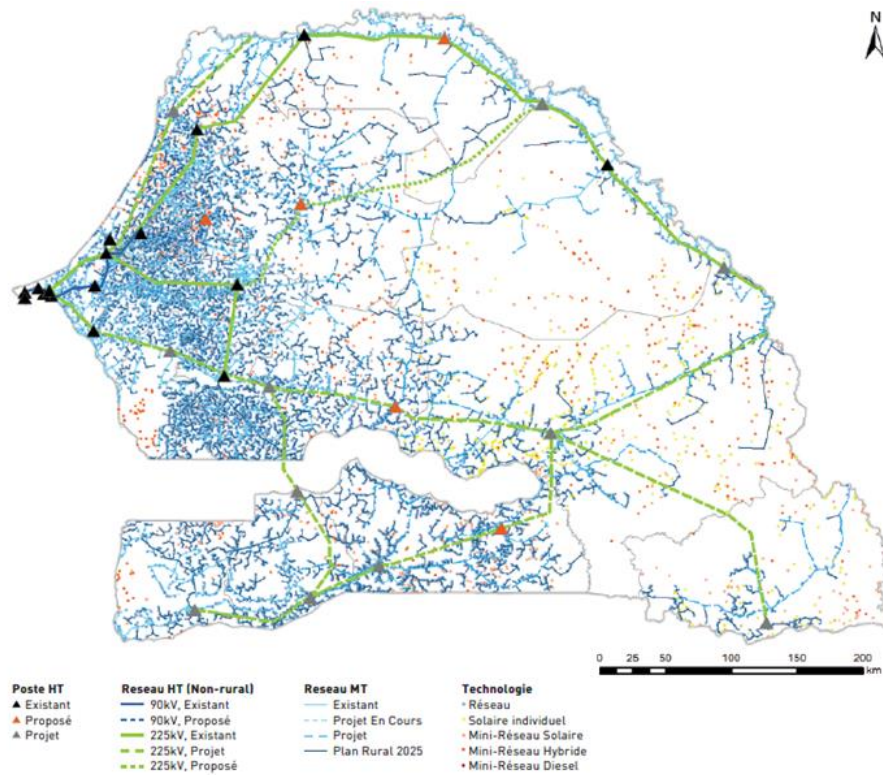 N
0 25 50 100 150 200
km
Poste HT
Existant
Proposé
Projet
Reseau HT (Non-rural)
90kV, Existant
90kV, Proposé
225kV, Existant
225kV, Projet
225kV, Proposé
Reseau MT
Existant
Projet En Cours
Projet
Plan Rural 2025
Technologie
Réseau
Solaire individuel
Mini-Réseau Solaire
Mini-Réseau Hybride
Mini-Réseau Diesel